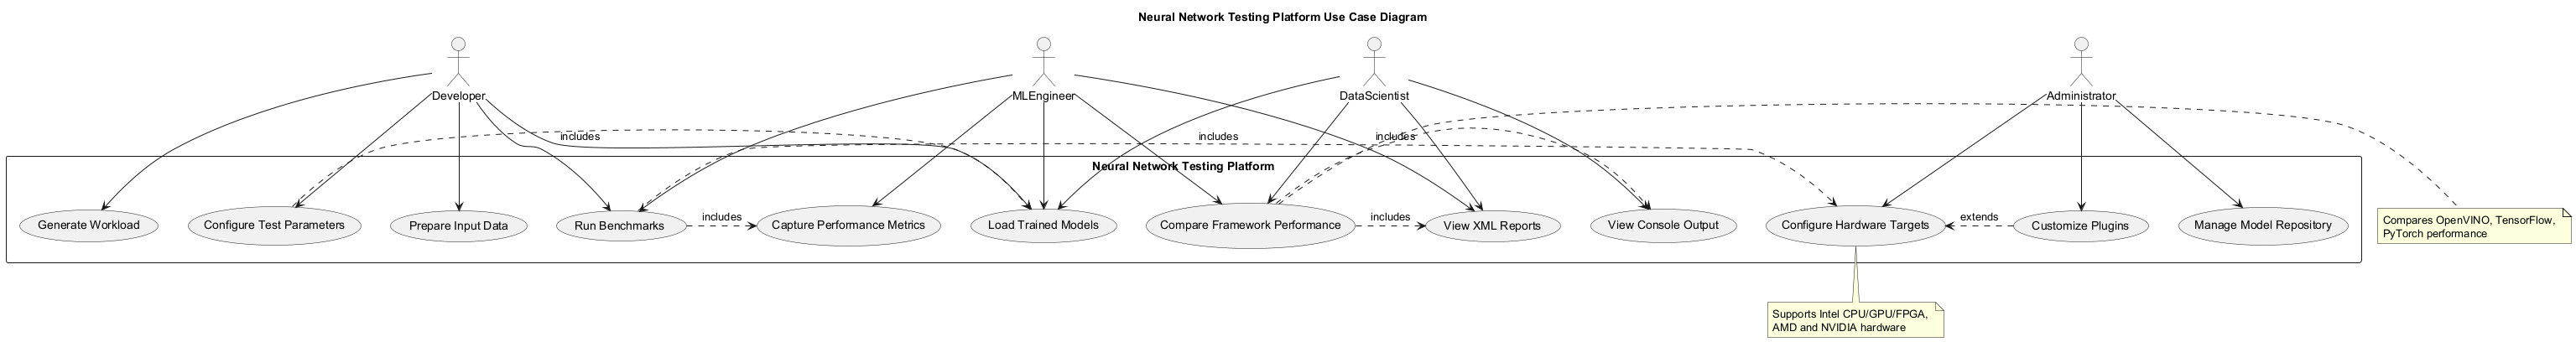 Neural Network Testing Platform Use Case Diagram
Developer
MLEngineer
DataScientist
Administrator
includes
includes
includes
Neural Network Testing Platform
Generate Workload
Configure Test Parameters
Prepare Input Data
Run Benchmarks
includes
Capture Performance Metrics
Load Trained Models
Compare Framework Performance
includes
View XML Reports
View Console Output
Configure Hardware Targets
extends
Customize Plugins
Manage Model Repository
Compares OpenVINO, TensorFlow,
PyTorch performance
Supports Intel CPU/GPU/FPGA,
AMD and NVIDIA hardware